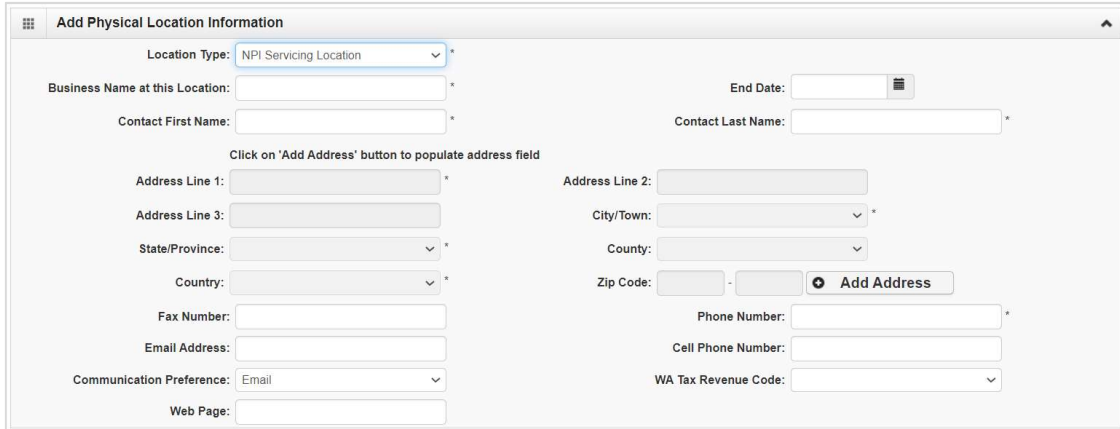 Add Physical Location Information
Location Type: NPI Servicing Location *
Business Name at this Location: * End Date:
Contact First Name: * Contact Last Name: *
Click on 'Add Address' button to populate address field
Address Line 1: * Address Line 2:
Address Line 3: City/Town: *
State/Province: * County:
Country: * Zip Code: - Add Address
Fax Number: Phone Number: *
Email Address: Cell Phone Number:
Communication Preference: Email WA Tax Revenue Code:
Web Page: